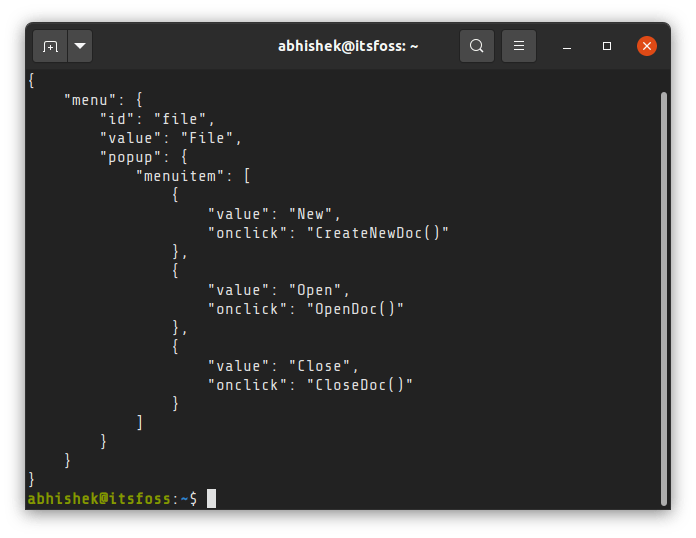 abhishek@itsfoss: ~
{
    "menu": {
        "id": "file",
        "value": "File",
        "popup": {
            "menuitem": [
                {
                    "value": "New",
                    "onclick": "CreateNewDoc()"
                },
                {
                    "value": "Open",
                    "onclick": "OpenDoc()"
                },
                {
                    "value": "Close",
                    "onclick": "CloseDoc()"
                }
            ]
        }
    }
}
abhishek@itsfoss:~$